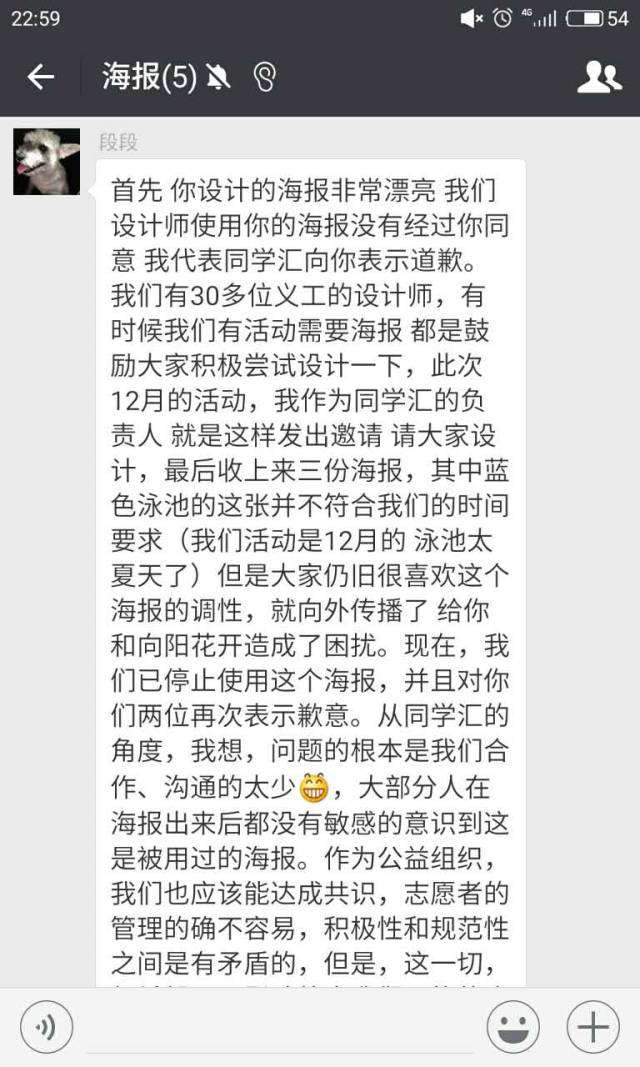 22:59
4G
54
海报(5)
段段
首先 你设计的海报非常漂亮 我们
设计师使用你的海报没有经过你同
意 我代表同学汇向你表示道歉。
我们有30多位义工的设计师，有
时候我们有活动需要海报 都是鼓
励大家积极尝试设计一下，此次
12月的活动，我作为同学汇的负
责人 就是这样发出邀请 请大家设
计，最后收上来三份海报，其中蓝
色泳池的这张并不符合我们的时间
要求（我们活动是12月的 泳池太
夏天了）但是大家仍旧很喜欢这个
海报的调性，就向外传播了 给你
和向阳花开造成了困扰。现在，我
们已停止使用这个海报，并且对你
们两位再次表示歉意。从同学汇的
角度，我想，问题的根本是我们合
作、沟通的太少😁，大部分人在
海报出来后都没有敏感的意识到这
是被用过的海报。作为公益组织，
我们也应该能达成共识，志愿者的
管理的确不容易，积极性和规范性
之间是有矛盾的，但是，这一切，